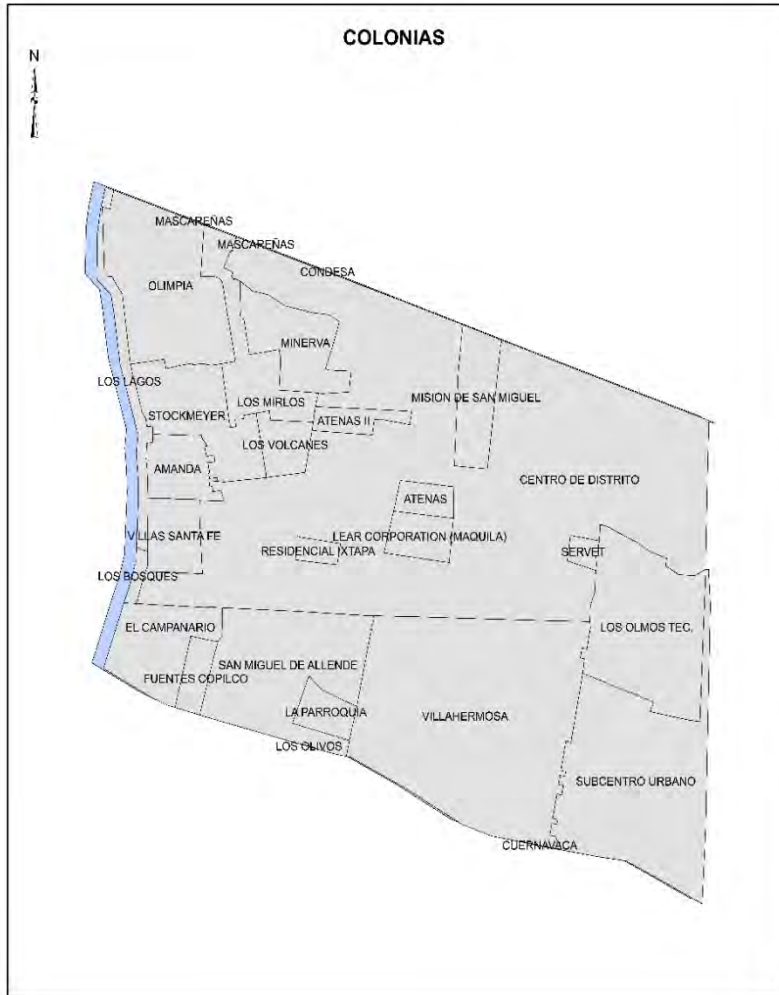 COLONIAS
N
MASCAREÑAS
MASCAREÑAS
CONDESA
OLIMPIA
MINERVA
LOS LAGOS
LOS MIRLOS
MISION DE SAN MIGUEL
STOCKMEYER
ATENAS II
LOS VOLCANES
AMANDA
CENTRO DE DISTRITO
ATENAS
VILLAS SANTA FE
LEAR CORPORATION (MAQUILA)
RESIDENCIAL IXTAPA
SERVET
LOS BOSQUES
EL CAMPANARIO
LOS OLMOS TEC.
SAN MIGUEL DE ALLENDE
FUENTES COPILCO
LA PARROQUIA
VILLAHERMOSA
LOS OLIVOS
SUBCENTRO URBANO
CUERNAVACA